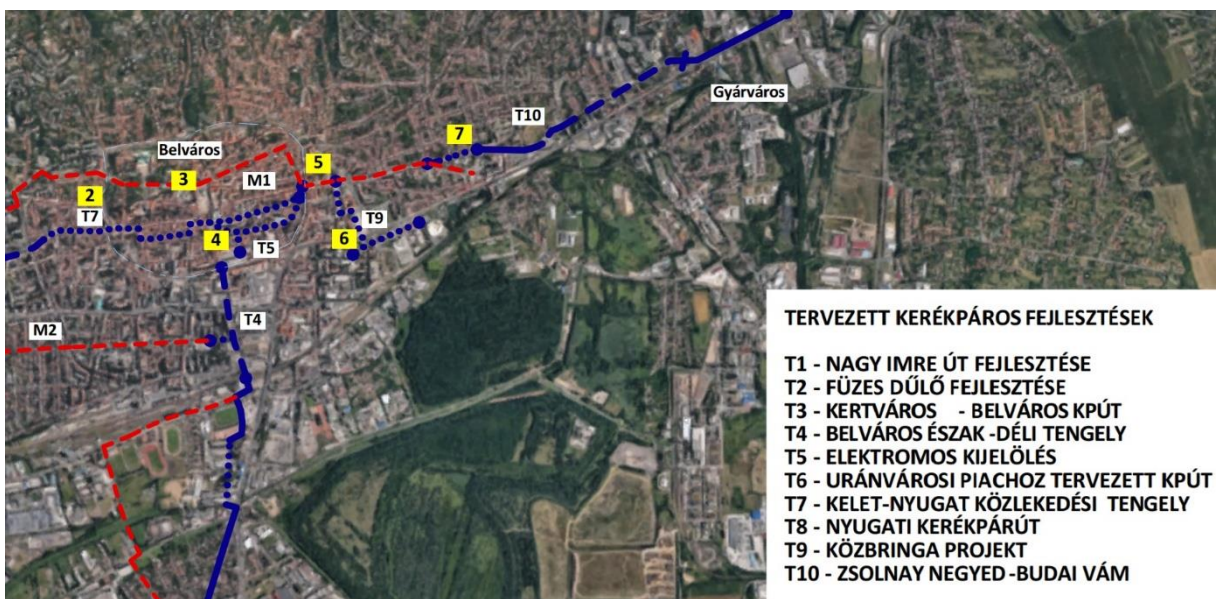 Gyárváros
T10
7
Belváros
5
3
M1
2
T7
T9
4
6
T5
T4
M2
TERVEZETT KERÉKPÁROS FEJLESZTÉSEK
T1 - NAGY IMRE ÚT FEJLESZTÉSE
T2 - FÜZES DŰLŐ FEJLESZTÉSE
T3 - KERTVÁROS - BELVÁROS KPÚT
T4 - BELVÁROS ÉSZAK -DÉLI TENGELY
T5 - ELEKTROMOS KIJELÖLÉS
T6 - URÁNVÁROSI PIACHOZ TERVEZETT KPÚT
T7 - KELET-NYUGAT KÖZLEKEDÉSI TENGELY
T8 - NYUGATI KERÉKPÁRÚT
T9 - KÖZBRINGA PROJEKT
T10 - ZSOLNAY NEGYED -BUDAI VÁM